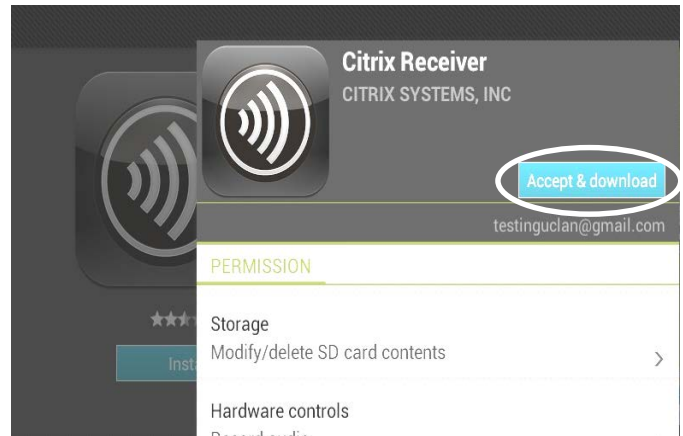 Citrix Receiver
CITRIX SYSTEMS, INC
Accept & download
testinguclan@gmail.com
PERMISSION
Storage
Modify/delete SD card contents
Hardware controls